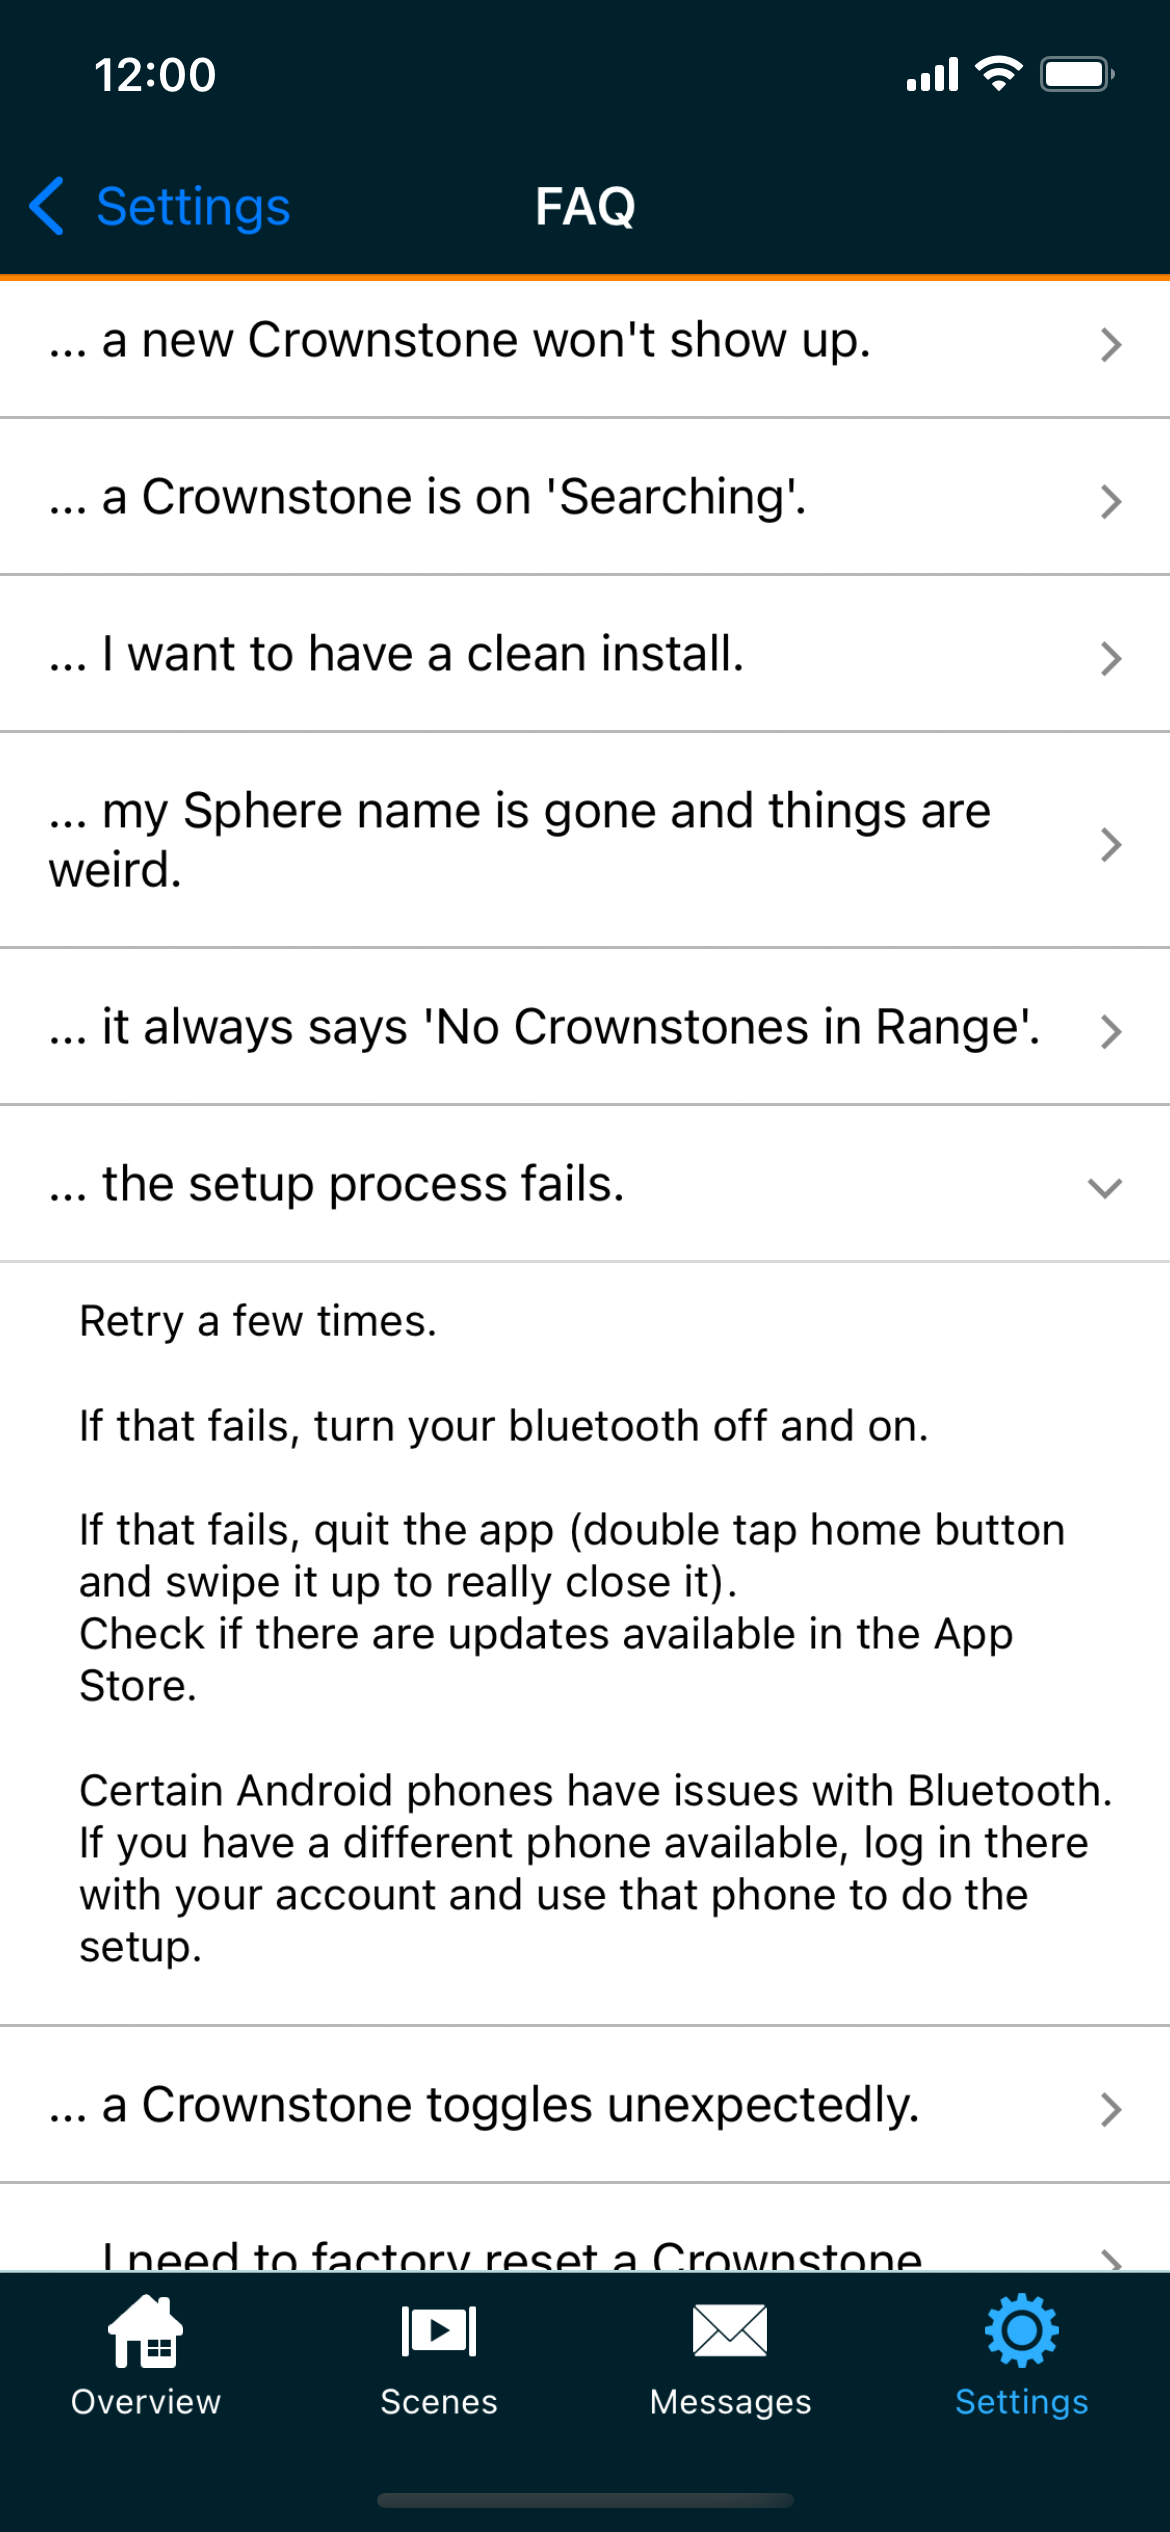 12:00
Settings
FAQ
... a new Crownstone won't show up.
... a Crownstone is on 'Searching'.
... I want to have a clean install.
... my Sphere name is gone and things are
weird.
... it always says 'No Crownstones in Range'.
... the setup process fails.
Retry a few times.
If that fails, turn your bluetooth off and on.
If that fails, quit the app (double tap home button
and swipe it up to really close it).
Check if there are updates available in the App
Store.
Certain Android phones have issues with Bluetooth.
If you have a different phone available, log in there
with your account and use that phone to do the
setup.
... a Crownstone toggles unexpectedly.
I need to factory reset a Crownstone
Overview
Scenes
Messages
Settings